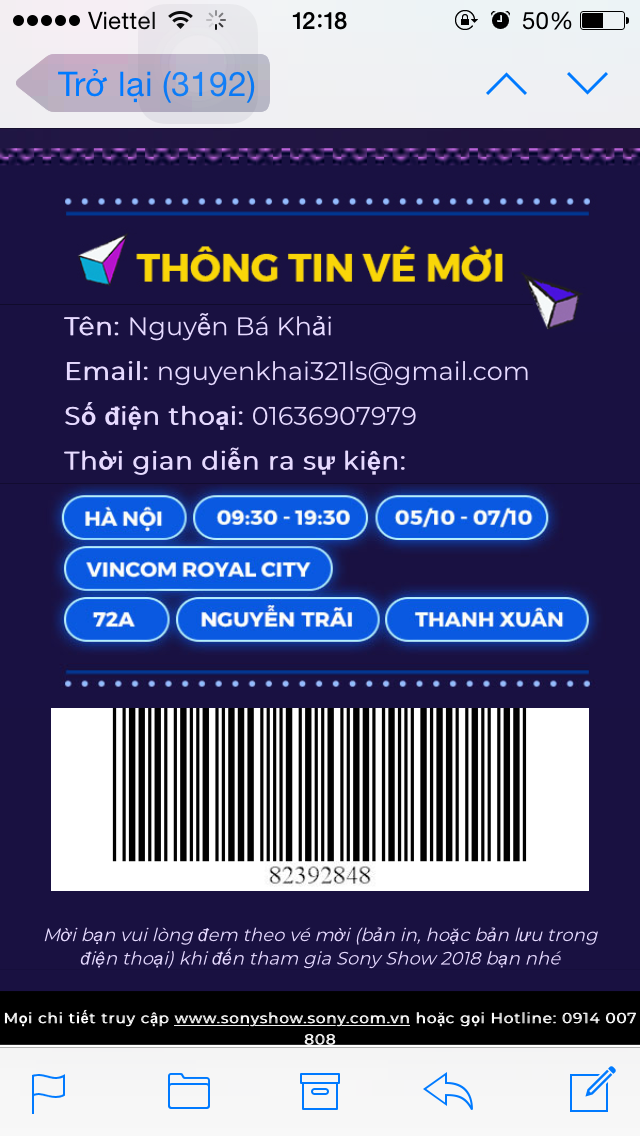 Viettel 12:18 50%
Trở lại (3192)
THÔNG TIN VÉ MỜI
Tên: Nguyễn Bá Khải
Email: nguyenkhai321ls@gmail.com
Số điện thoại: 01636907979
Thời gian diễn ra sự kiện:
HÀ NỘI 09:30 - 19:30 05/10 - 07/10
VINCOM ROYAL CITY
72A NGUYỄN TRÃI THANH XUÂN
82392848
Mời bạn vui lòng đem theo vé mời (bản in, hoặc bản lưu trong
điện thoại) khi đến tham gia Sony Show 2018 bạn nhé
Mọi chi tiết truy cập www.sonyshow.sony.com.vn hoặc gọi Hotline: 0914 007
808